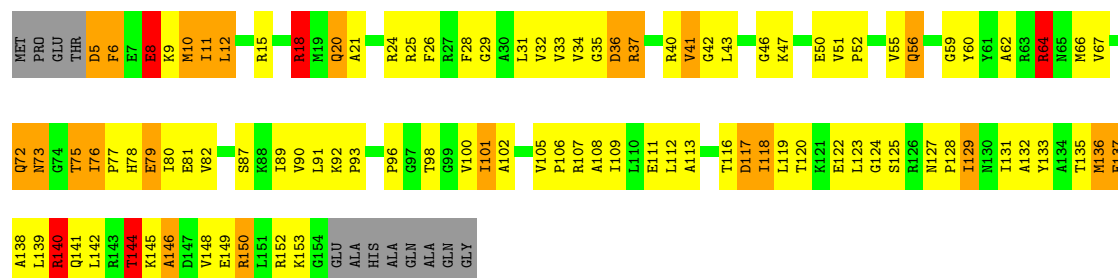 MET PRO GLU THR D5 F6 E7 E8 K9 M10 I11 L12 R15 R18 M19 Q20 A21 R24 R25 F26 R27 F28 G29 A30 L31 V32 V33 V34 G35 D36 R37 R40 V41 G42 L43 G46 K47 E50 V51 P52 V55 Q56 G59 Y60 Y61 A62 R63 R64 N65 M66 V67
Q72 N73 G74 T75 I76 P77 H78 E79 I80 E81 V82 S87 K88 I89 V90 L91 K92 P93 P96 G97 T98 G99 V100 I101 A102 V105 P106 R107 A108 I109 L110 E111 L112 A113 T116 D117 I118 L119 T120 K121 E122 L123 G124 S125 R126 N127 P128 I129 N130 I131 A132 Y133 A134 T135 M136 E137
A138 L139 R140 Q141 L142 R143 T144 K145 A146 D147 V148 E149 R150 L151 R152 K153 G154 GLU ALA HIS ALA GLN ALA GLN GLY